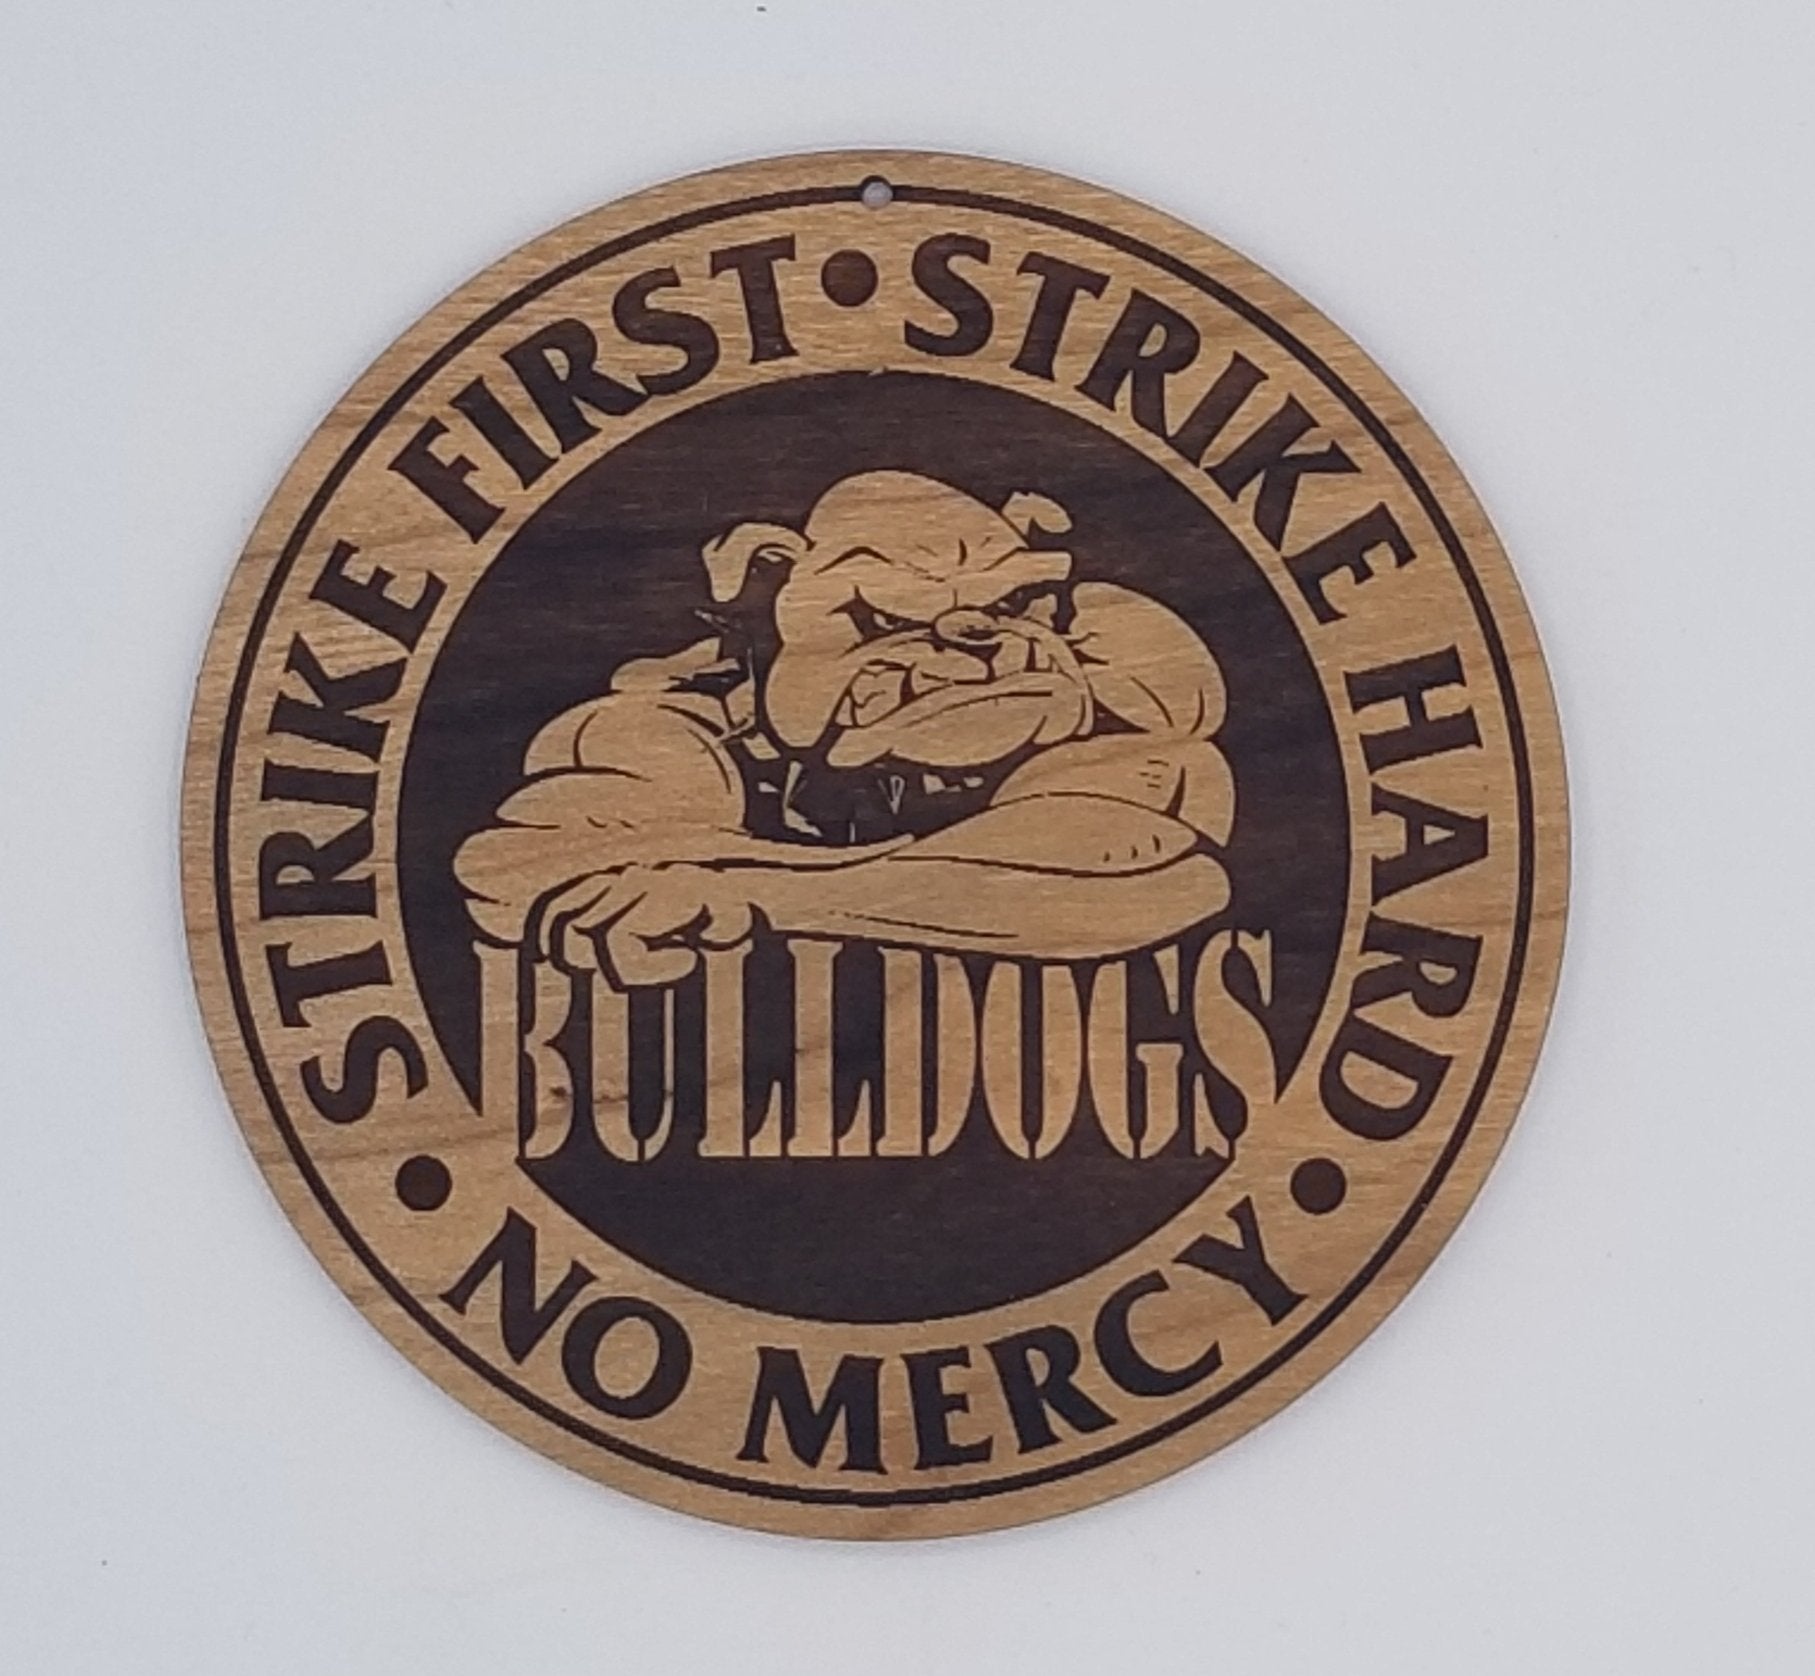 STRIKE FIRST • STRIKE HARD • NO MERCY •
BULLDOGS